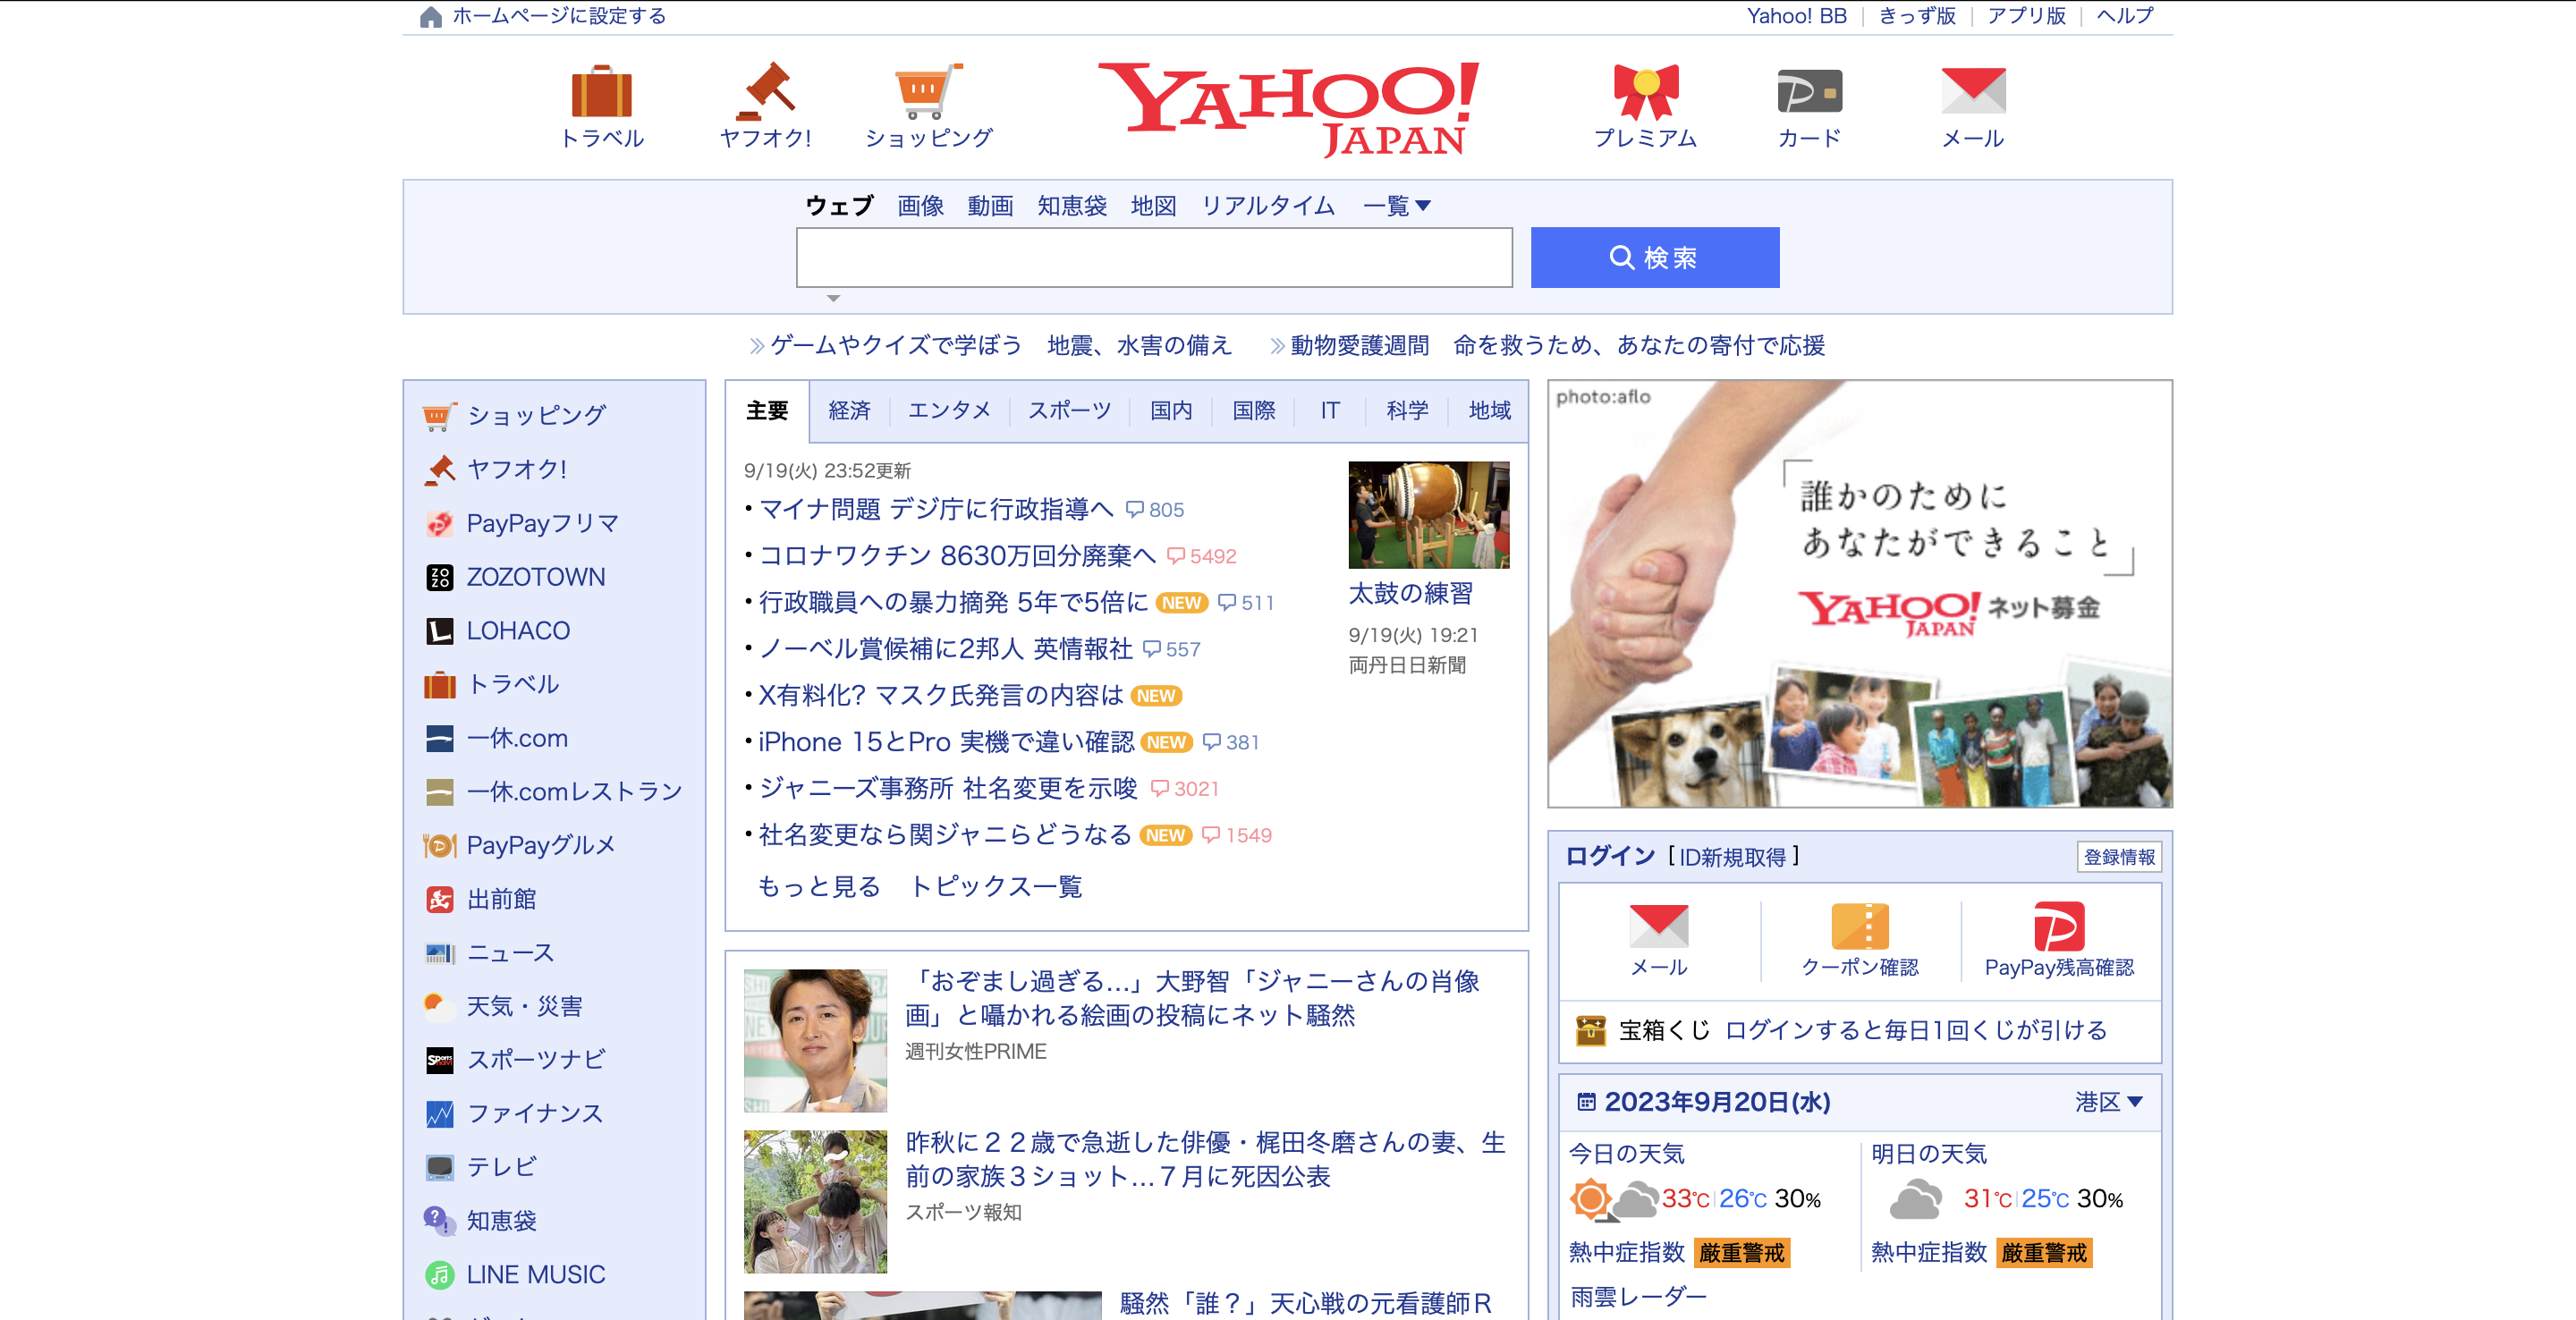 ホームページに設定する
Yahoo! BB
きっず版
アプリ版
ヘルプ
トラベル
ヤフオク!
ショッピング
YAHOO!
JAPAN
プレミアム
カード
メール
ウェブ 画像 動画 知恵袋 地図 リアルタイム 一覧
検索
ゲームやクイズで学ぼう 地震、水害の備え
動物愛護週間 命を救うため、あなたの寄付で応援
ショッピング
ヤフオク!
PayPayフリマ
ZOZOTOWN
LOHACO
トラベル
一休.com
一休.comレストラン
PayPayグルメ
出前館
ニュース
天気・災害
スポーツナビ
ファイナンス
テレビ
知恵袋
LINE MUSIC
主要 経済 エンタメ スポーツ 国内 国際 IT 科学 地域
9/19(火) 23:52更新
・マイナ問題 デジ庁に行政指導へ 805
・コロナワクチン 8630万回分廃棄へ 5492
・行政職員への暴力摘発 5年で5倍に NEW 511
・ノーベル賞候補に2邦人 英情報社 557
・X有料化? マスク氏発言の内容は NEW
・iPhone 15とPro 実機で違い確認 NEW 381
・ジャニーズ事務所 社名変更を示唆 3021
・社名変更なら関ジャニらどうなる NEW 1549
もっと見る トピックス一覧
太鼓の練習
9/19(火) 19:21
両丹日日新聞
「おぞまし過ぎる…」大野智「ジャニーさんの肖像
画」と囁かれる絵画の投稿にネット騒然
週刊女性PRIME
昨秋に２２歳で急逝した俳優・梶田冬磨さんの妻、生
前の家族３ショット…７月に死因公表
スポーツ報知
騒然「誰？」天心戦の元看護師Ｒ
photo:aflo
「誰かのために
あなたができること」
YAHOO! JAPAN ネット募金
ログイン [ ID新規取得 ]
登録情報
メール
クーポン確認
PayPay残高確認
宝箱くじ ログインすると毎日1回くじが引ける
2023年9月20日(水)
港区
今日の天気
33℃ 26℃ 30%
熱中症指数 厳重警戒
明日の天気
31℃ 25℃ 30%
熱中症指数 厳重警戒
雨雲レーダー